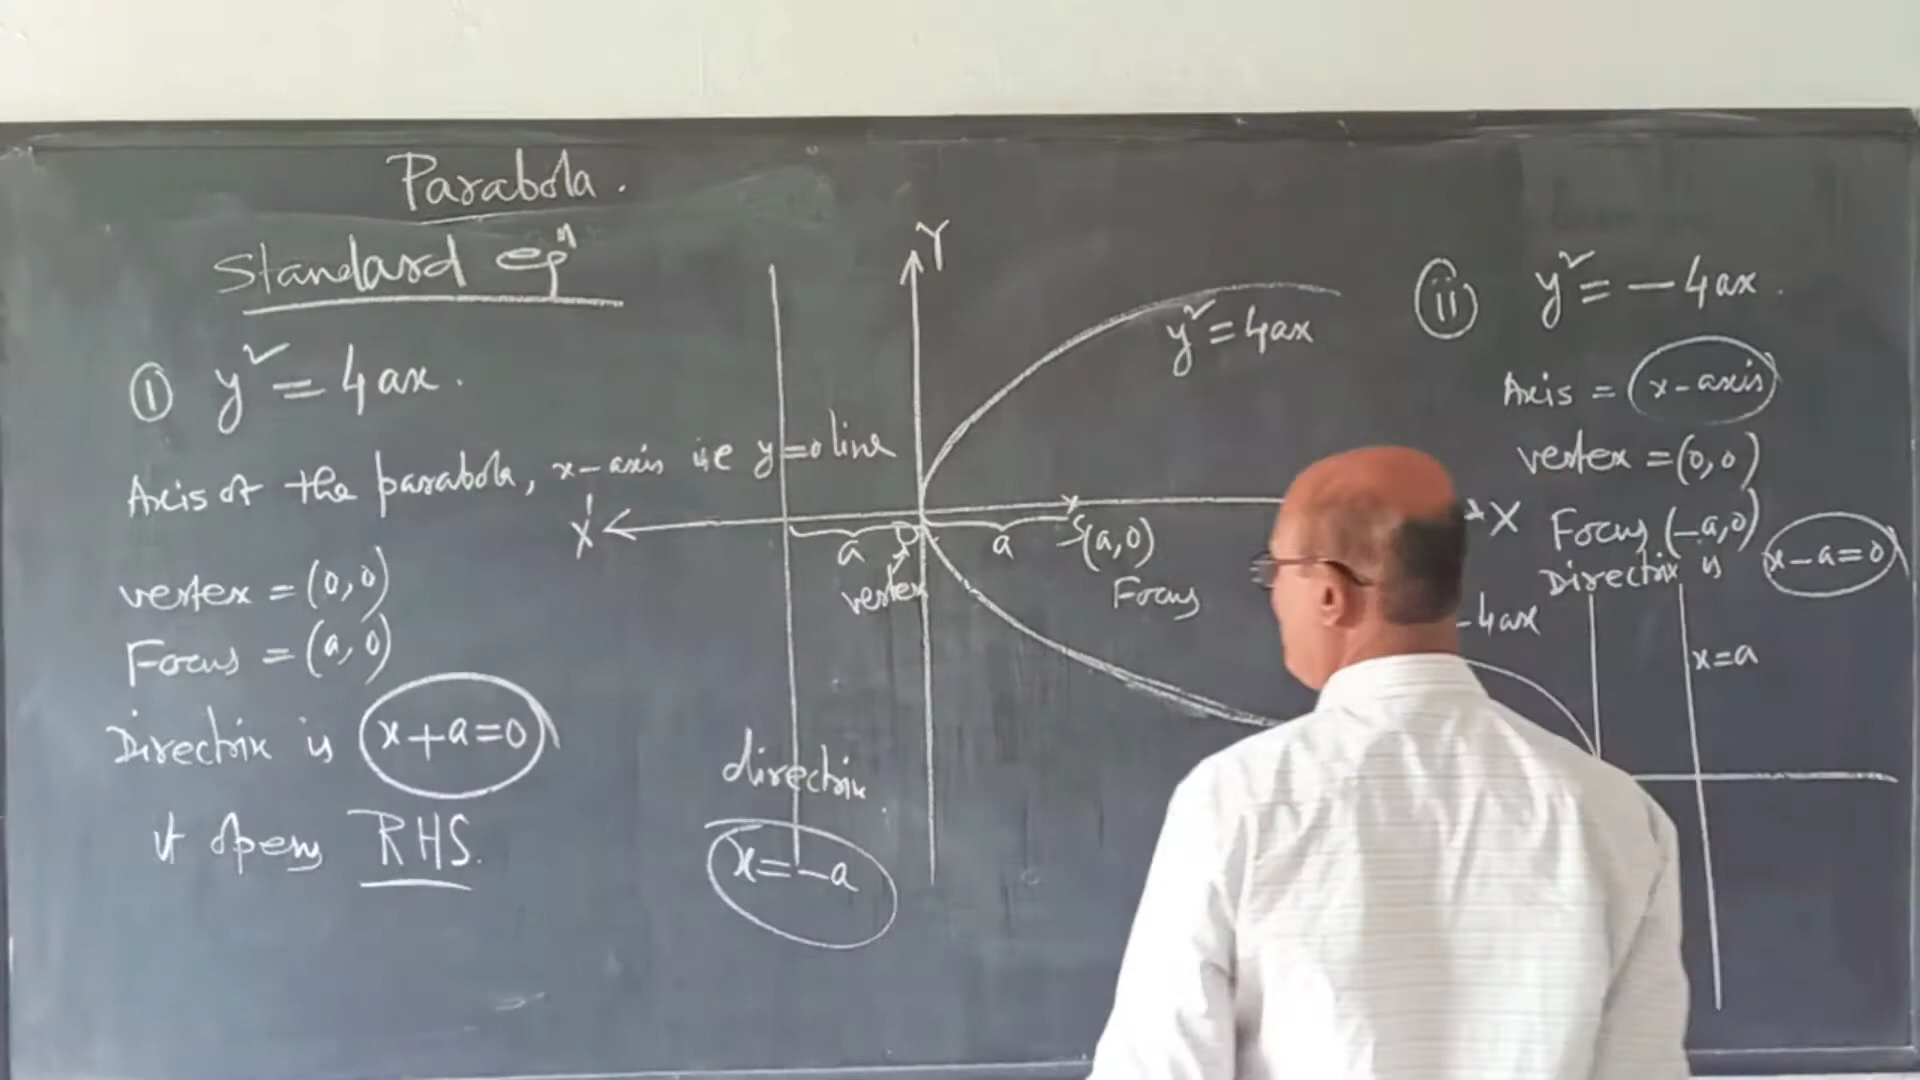 Parabola.
Standard eqⁿ
① y² = 4ax.
Axis of the parabola, x-axis i.e y=0 line
vertex = (0,0)
Focus = (a,0)
Directrix is x+a=0
it opens RHS.
Y
y² = 4ax
X'
X
a
a
S(a,0)
vertex
Focus
directrix
x=-a
(ii) y² = -4ax.
Axis = x-axis
vertex = (0,0)
Focus (-a,0)
Directrix is x-a=0
-4ax
x=a